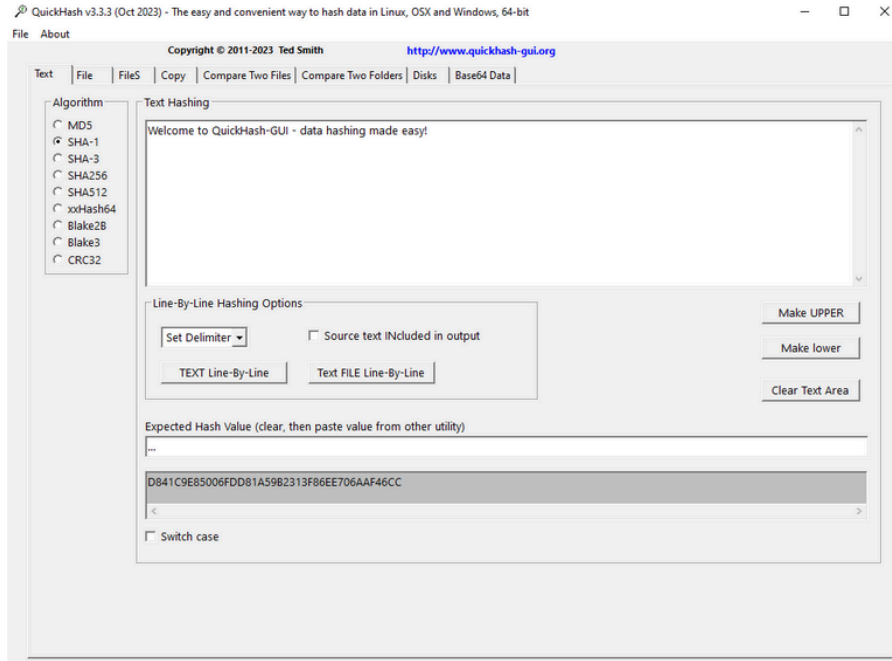 QuickHash v3.3.3 (Oct 2023) - The easy and convenient way to hash data in Linux, OSX and Windows, 64-bit
File About
Copyright © 2011-2023 Ted Smith http://www.quickhash-gui.org
Text File FileS Copy Compare Two Files Compare Two Folders Disks Base64 Data
Algorithm
MD5
SHA-1
SHA-3
SHA256
SHA512
xxHash64
Blake2B
Blake3
CRC32
Text Hashing
Welcome to QuickHash-GUI - data hashing made easy!
Line-By-Line Hashing Options
Set Delimiter
Source text INcluded in output
TEXT Line-By-Line
Text FILE Line-By-Line
Make UPPER
Make lower
Clear Text Area
Expected Hash Value (clear, then paste value from other utility)
...
D841C9E85006FDD81A59B2313F86EE706AAF46CC
Switch case